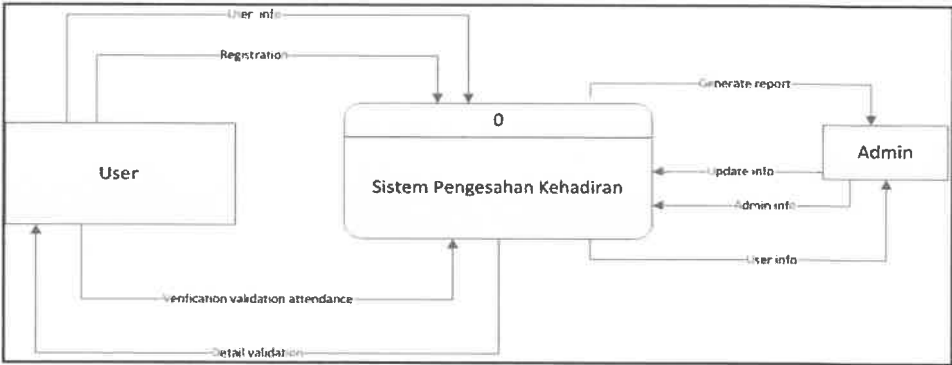 User info
Registration
Generate report
0
User
Sistem Pengesahan Kehadiran
Admin
Update info
Admin info
User info
Verification validation attendance
Detail validation